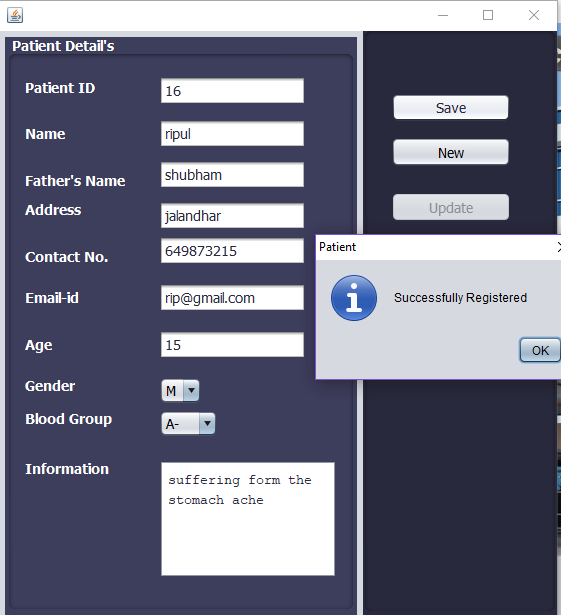 Patient Detail's
Patient ID 16
Name ripul
Father's Name shubham
Address jalandhar
Contact No. 649873215
Email-id rip@gmail.com
Age 15
Gender M
Blood Group A-
Information suffering form the
stomach ache
Save
New
Update
Patient
Successfully Registered
OK